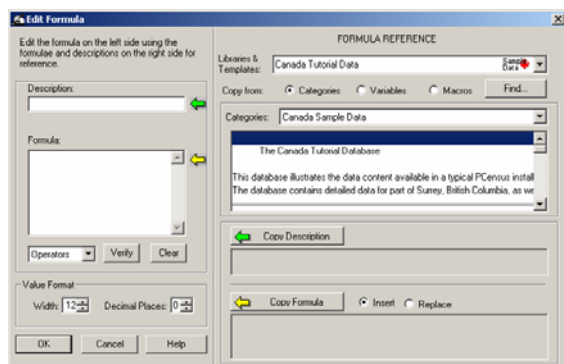 Edit Formula
Edit the formula on the left side using the
formulae and descriptions on the right side for
reference.
Description:
Formula:
Operators
Verify
Clear
Value Format
Width: 12
Decimal Places: 0
OK
Cancel
Help
FORMULA REFERENCE
Libraries &
Templates:
Canada Tutorial Data
Sample
Data
Copy from:
Categories
Variables
Macros
Find...
Categories:
Canada Sample Data
The Canada Tutorial Database
This database illustrates the data content available in a typical PCensus install
The database contains detailed data for part of Surrey, British Columbia, as we
Copy Description
Copy Formula
Insert
Replace